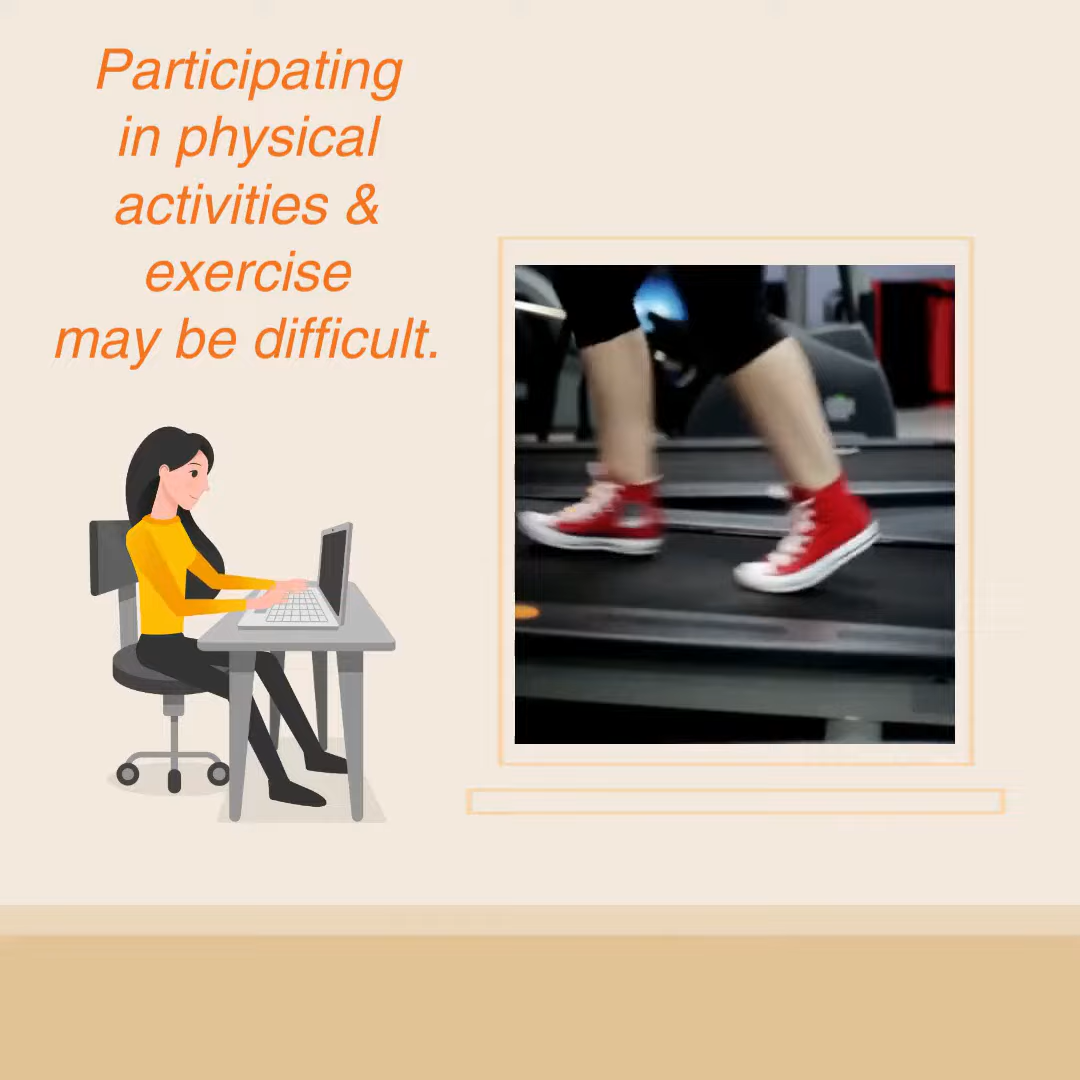 Participating
in physical
activities &
exercise
may be difficult.